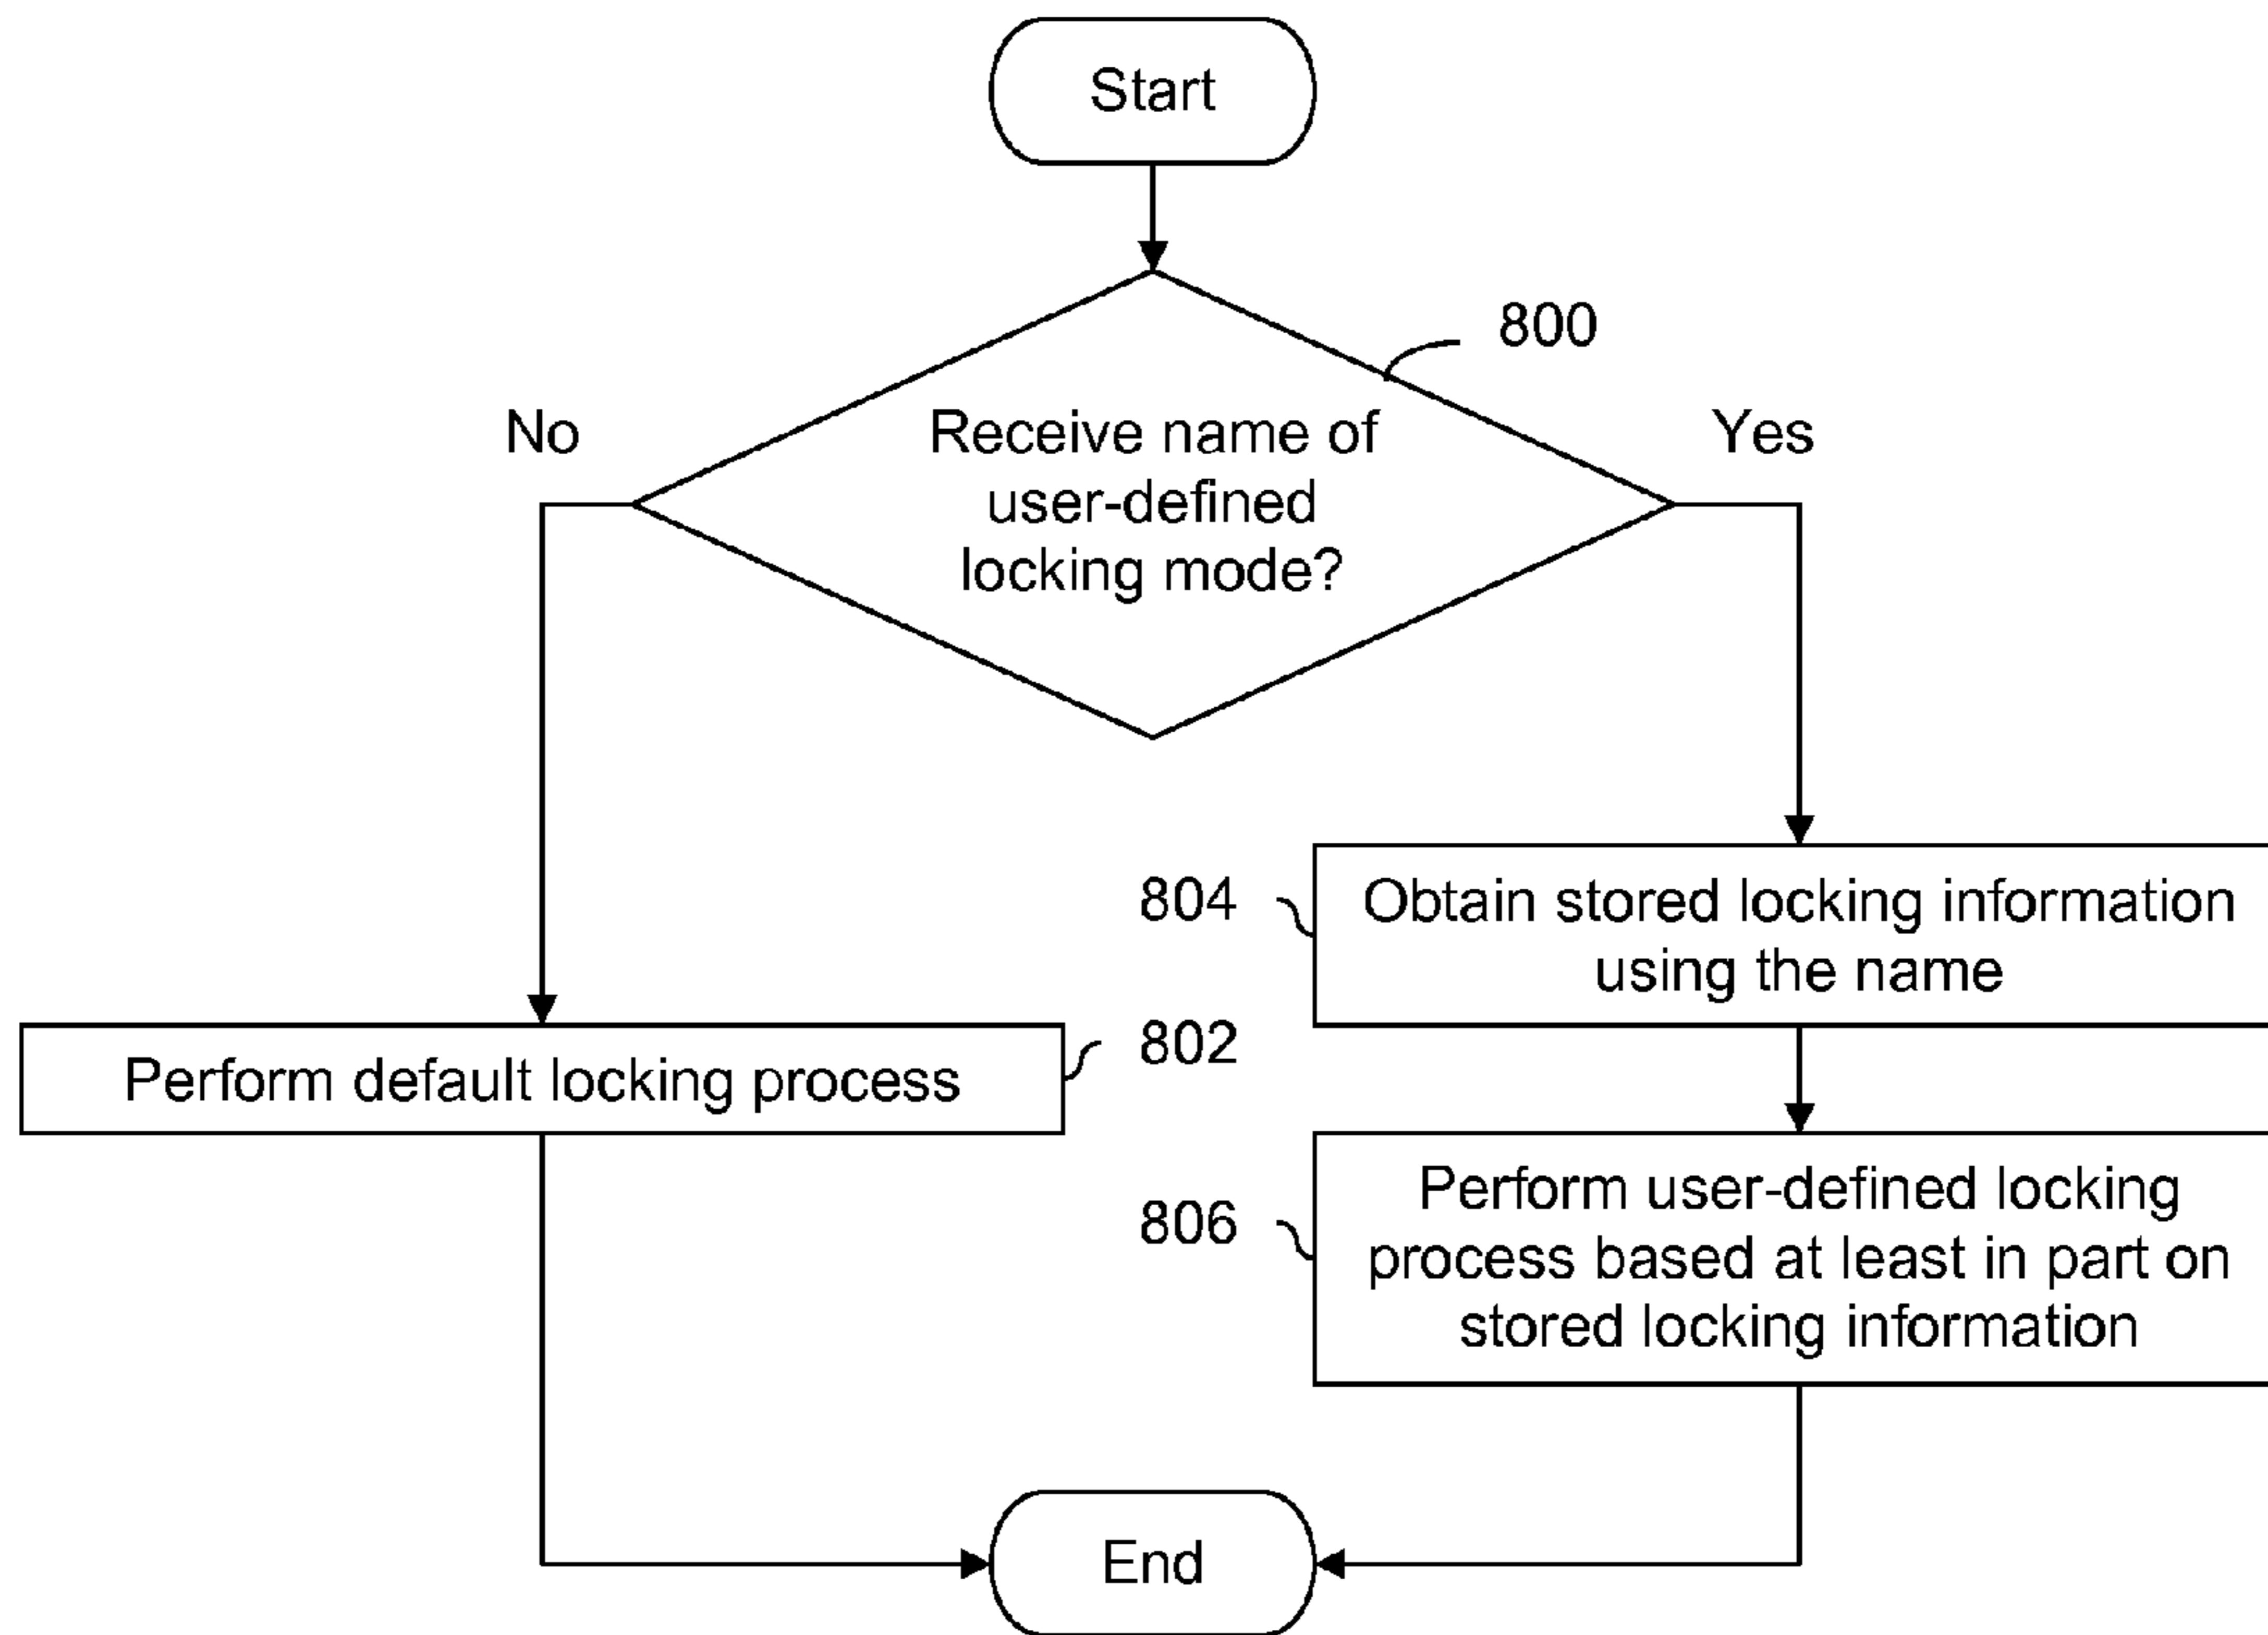 Start
800
No
Receive name of
user-defined
locking mode?
Yes
804
Obtain stored locking information
using the name
Perform default locking process
802
806
Perform user-defined locking
process based at least in part on
stored locking information
End